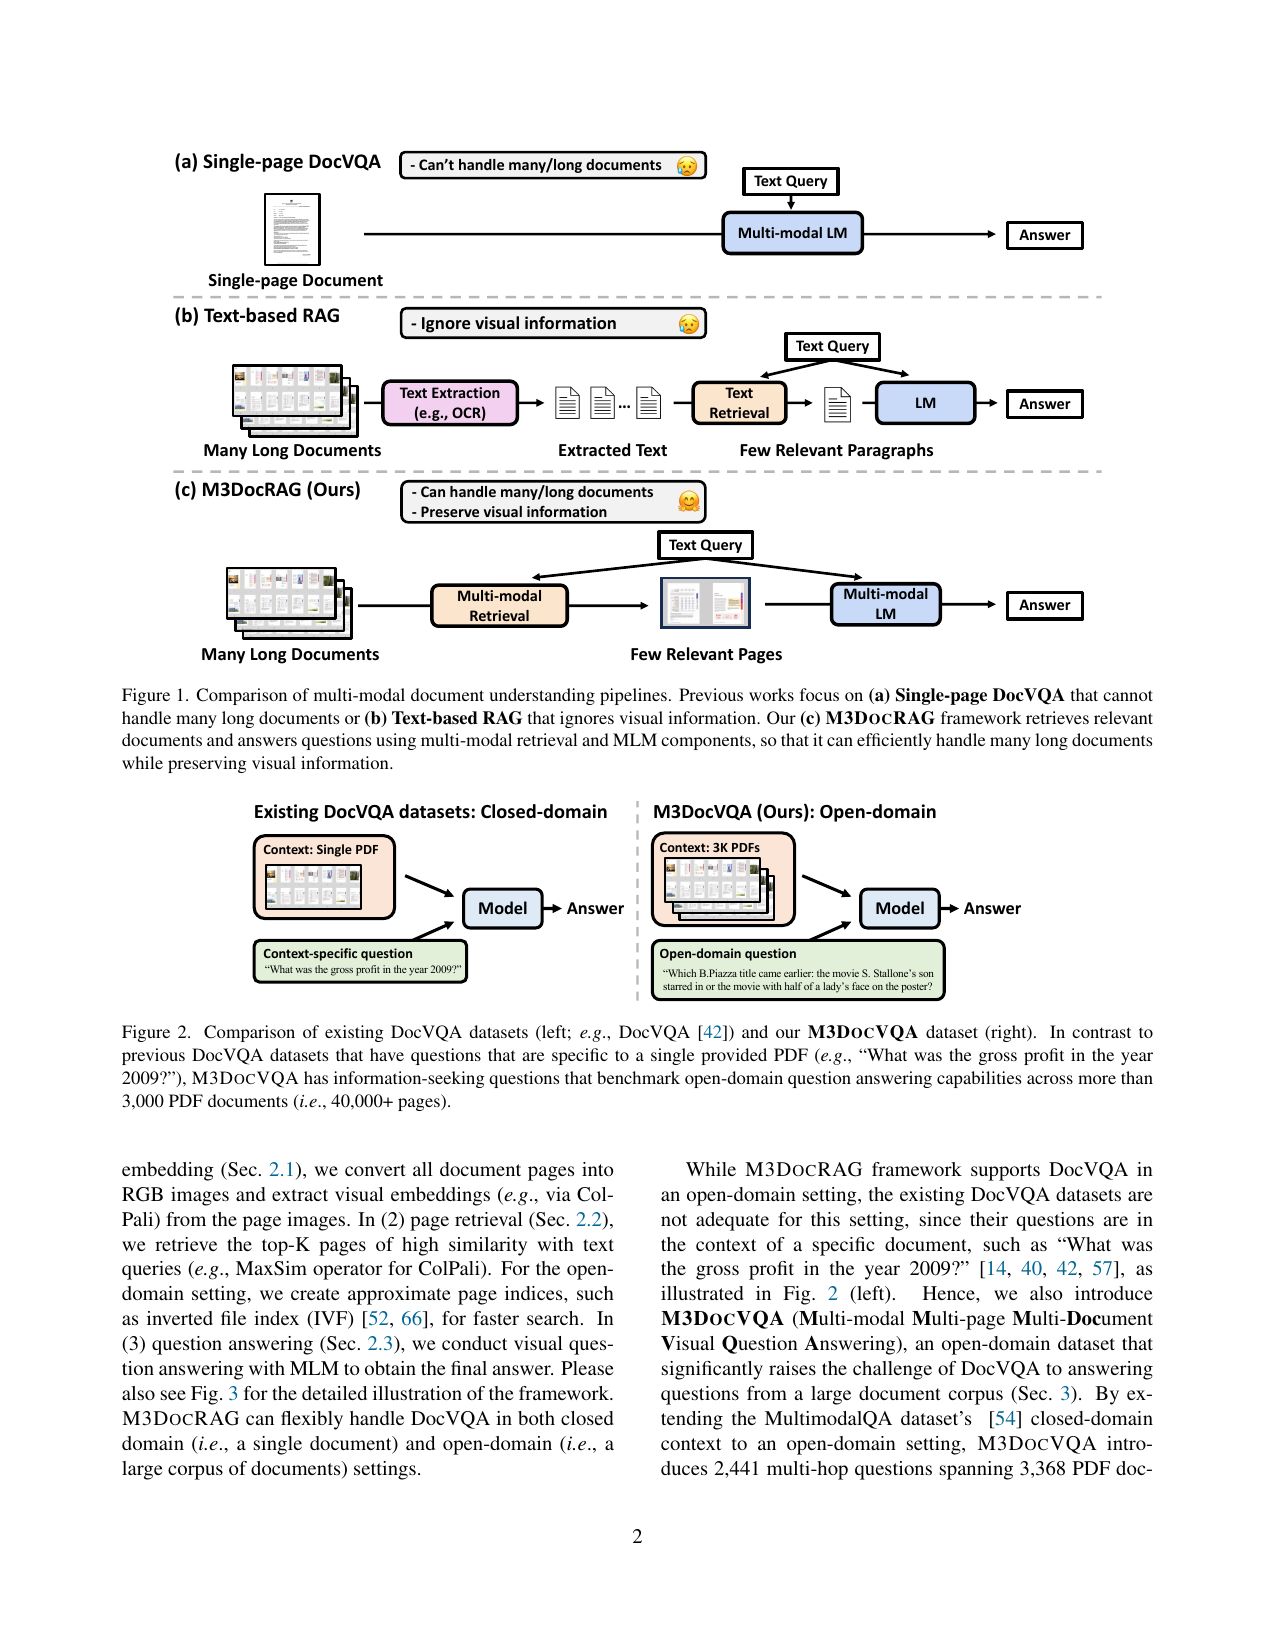 (a) Single-page DocVQA
- Can't handle many/long documents
Text Query
Multi-modal LM
Answer
Single-page Document
(b) Text-based RAG
- Ignore visual information
Text Query
Text Extraction
(e.g., OCR)
...
Text
Retrieval
LM
Answer
Many Long Documents
Extracted Text
Few Relevant Paragraphs
(c) M3DocRAG (Ours)
- Can handle many/long documents
- Preserve visual information
Text Query
Multi-modal
Retrieval
Multi-modal
LM
Answer
Many Long Documents
Few Relevant Pages
Figure 1. Comparison of multi-modal document understanding pipelines. Previous works focus on (a) Single-page DocVQA that cannot
handle many long documents or (b) Text-based RAG that ignores visual information. Our (c) M3DOCRAG framework retrieves relevant
documents and answers questions using multi-modal retrieval and MLM components, so that it can efficiently handle many long documents
while preserving visual information.
Existing DocVQA datasets: Closed-domain
Context: Single PDF
Model
Answer
Context-specific question
“What was the gross profit in the year 2009?”
M3DocVQA (Ours): Open-domain
Context: 3K PDFs
Model
Answer
Open-domain question
“Which B.Piazza title came earlier: the movie S. Stallone's son
starred in or the movie with half of a lady's face on the poster?
Figure 2. Comparison of existing DocVQA datasets (left; e.g., DocVQA [42]) and our M3DOCVQA dataset (right). In contrast to
previous DocVQA datasets that have questions that are specific to a single provided PDF (e.g., “What was the gross profit in the year
2009?”), M3DOCVQA has information-seeking questions that benchmark open-domain question answering capabilities across more than
3,000 PDF documents (i.e., 40,000+ pages).
embedding (Sec. 2.1), we convert all document pages into
RGB images and extract visual embeddings (e.g., via Col-
Pali) from the page images. In (2) page retrieval (Sec. 2.2),
we retrieve the top-K pages of high similarity with text
queries (e.g., MaxSim operator for ColPali). For the open-
domain setting, we create approximate page indices, such
as inverted file index (IVF) [52, 66], for faster search. In
(3) question answering (Sec. 2.3), we conduct visual ques-
tion answering with MLM to obtain the final answer. Please
also see Fig. 3 for the detailed illustration of the framework.
M3DOCRAG can flexibly handle DocVQA in both closed
domain (i.e., a single document) and open-domain (i.e., a
large corpus of documents) settings.
While M3DOCRAG framework supports DocVQA in
an open-domain setting, the existing DocVQA datasets are
not adequate for this setting, since their questions are in
the context of a specific document, such as “What was
the gross profit in the year 2009?” [14, 40, 42, 57], as
illustrated in Fig. 2 (left). Hence, we also introduce
M3DOCVQA (Multi-modal Multi-page Multi-Document
Visual Question Answering), an open-domain dataset that
significantly raises the challenge of DocVQA to answering
questions from a large document corpus (Sec. 3). By ex-
tending the MultimodalQA dataset's [54] closed-domain
context to an open-domain setting, M3DOCVQA intro-
duces 2,441 multi-hop questions spanning 3,368 PDF doc-
2